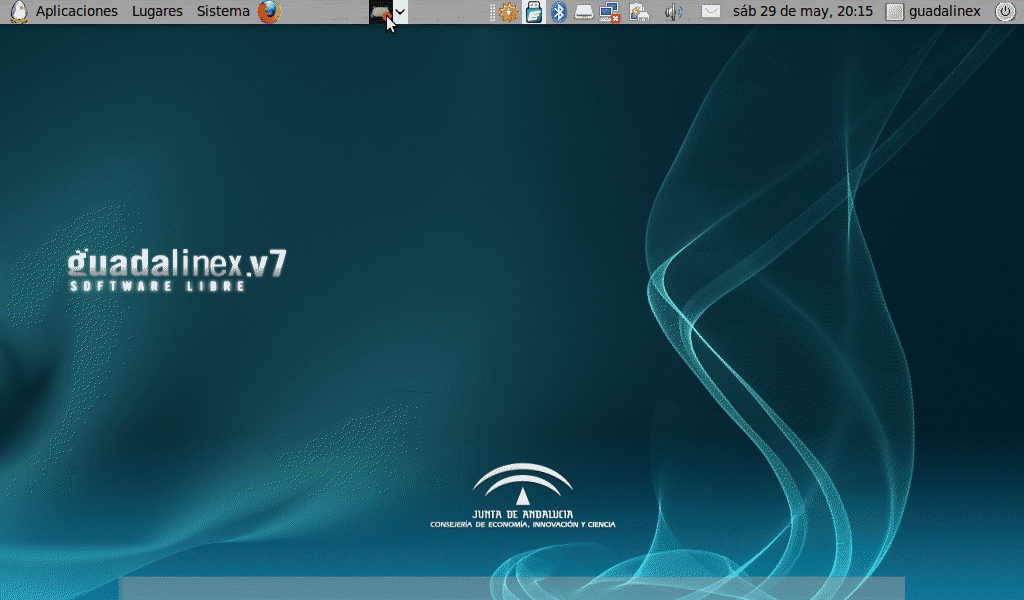 Aplicaciones Lugares Sistema sáb 29 de may, 20:15 guadalinex
guadalinex.v7
SOFTWARE LIBRE
JUNTA DE ANDALUCIA
CONSEJERÍA DE ECONOMÍA, INNOVACIÓN Y CIENCIA